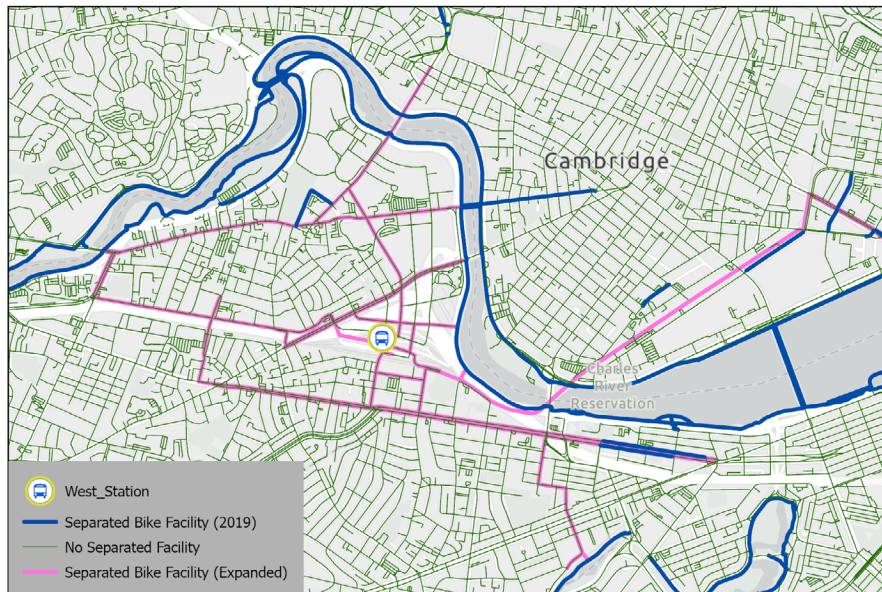 Cambridge
Charles
River
Reservation
West_Station
Separated Bike Facility (2019)
No Separated Facility
Separated Bike Facility (Expanded)